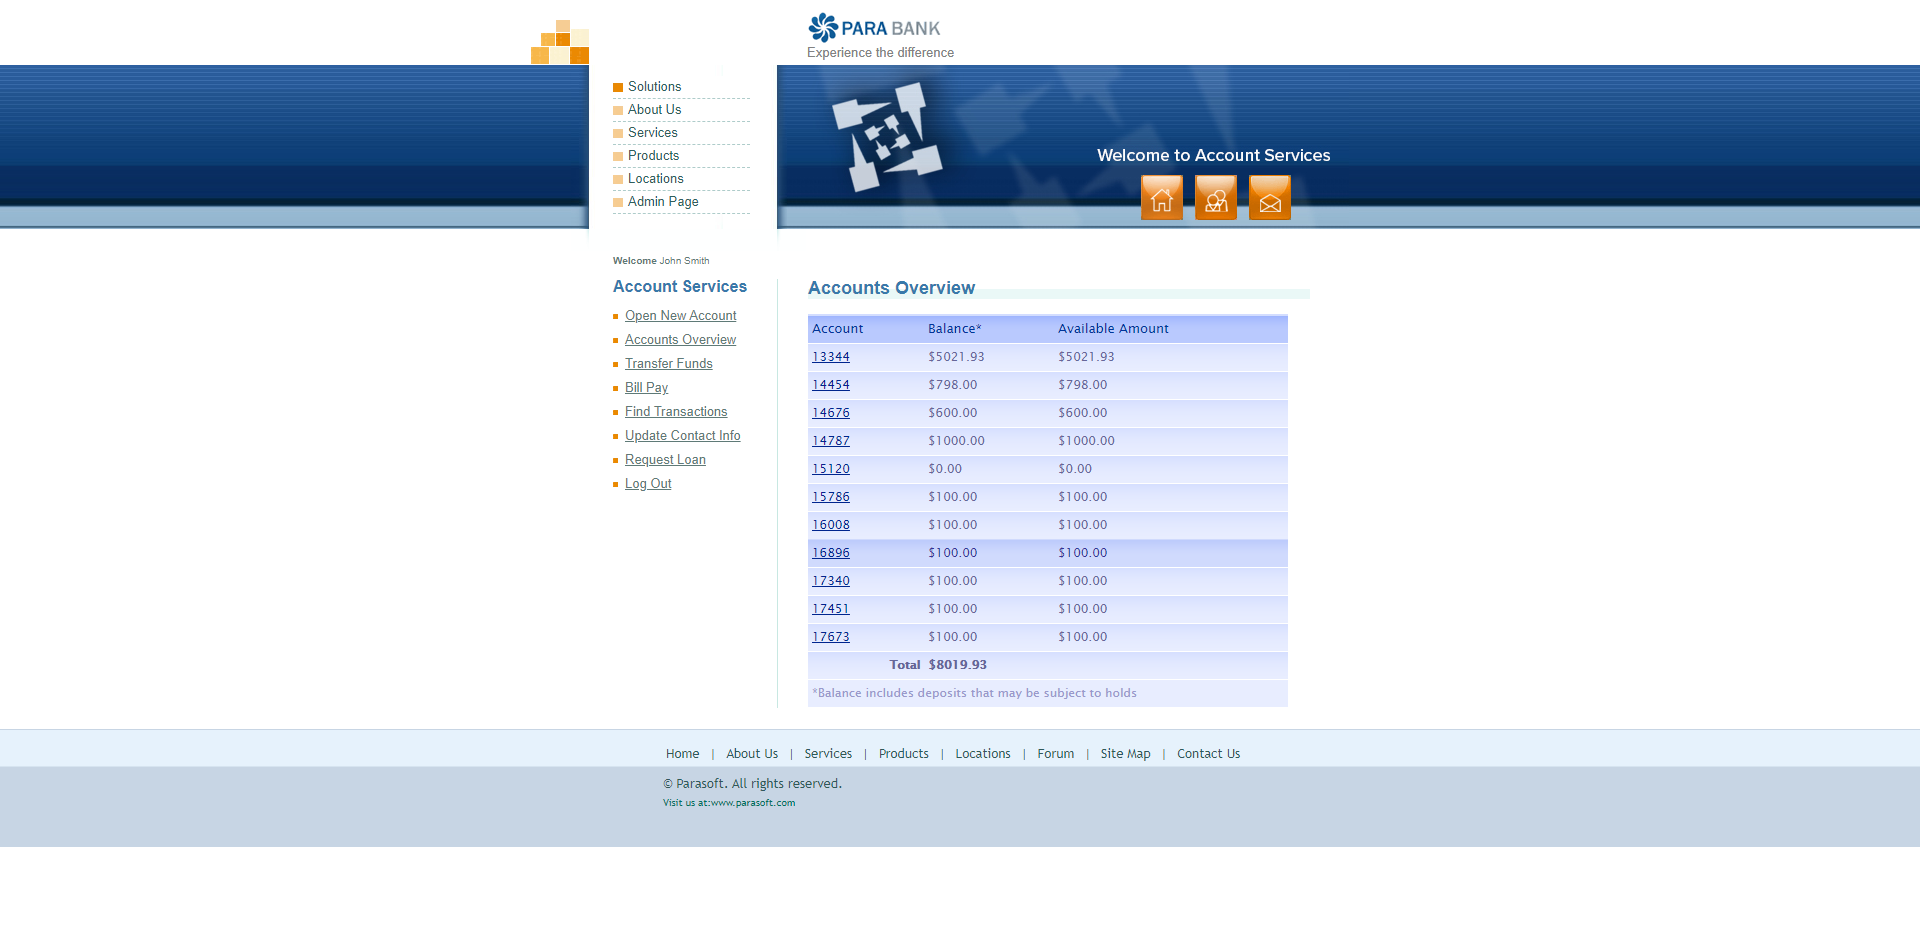 PARA BANK
Experience the difference
Solutions
About Us
Services
Products
Locations
Admin Page
Welcome to Account Services
Welcome John Smith
Account Services
Open New Account
Accounts Overview
Transfer Funds
Bill Pay
Find Transactions
Update Contact Info
Request Loan
Log Out
Accounts Overview
Account Balance* Available Amount
13344 $5021.93 $5021.93
14454 $798.00 $798.00
14676 $600.00 $600.00
14787 $1000.00 $1000.00
15120 $0.00 $0.00
15786 $100.00 $100.00
16008 $100.00 $100.00
16896 $100.00 $100.00
17340 $100.00 $100.00
17451 $100.00 $100.00
17673 $100.00 $100.00
Total $8019.93
*Balance includes deposits that may be subject to holds
Home | About Us | Services | Products | Locations | Forum | Site Map | Contact Us
© Parasoft. All rights reserved.
Visit us at:www.parasoft.com